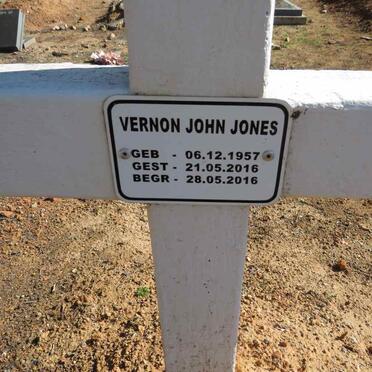 VERNON JOHN JONES
GEB - 06.12.1957
GEST - 21.05.2016
BEGR - 28.05.2016